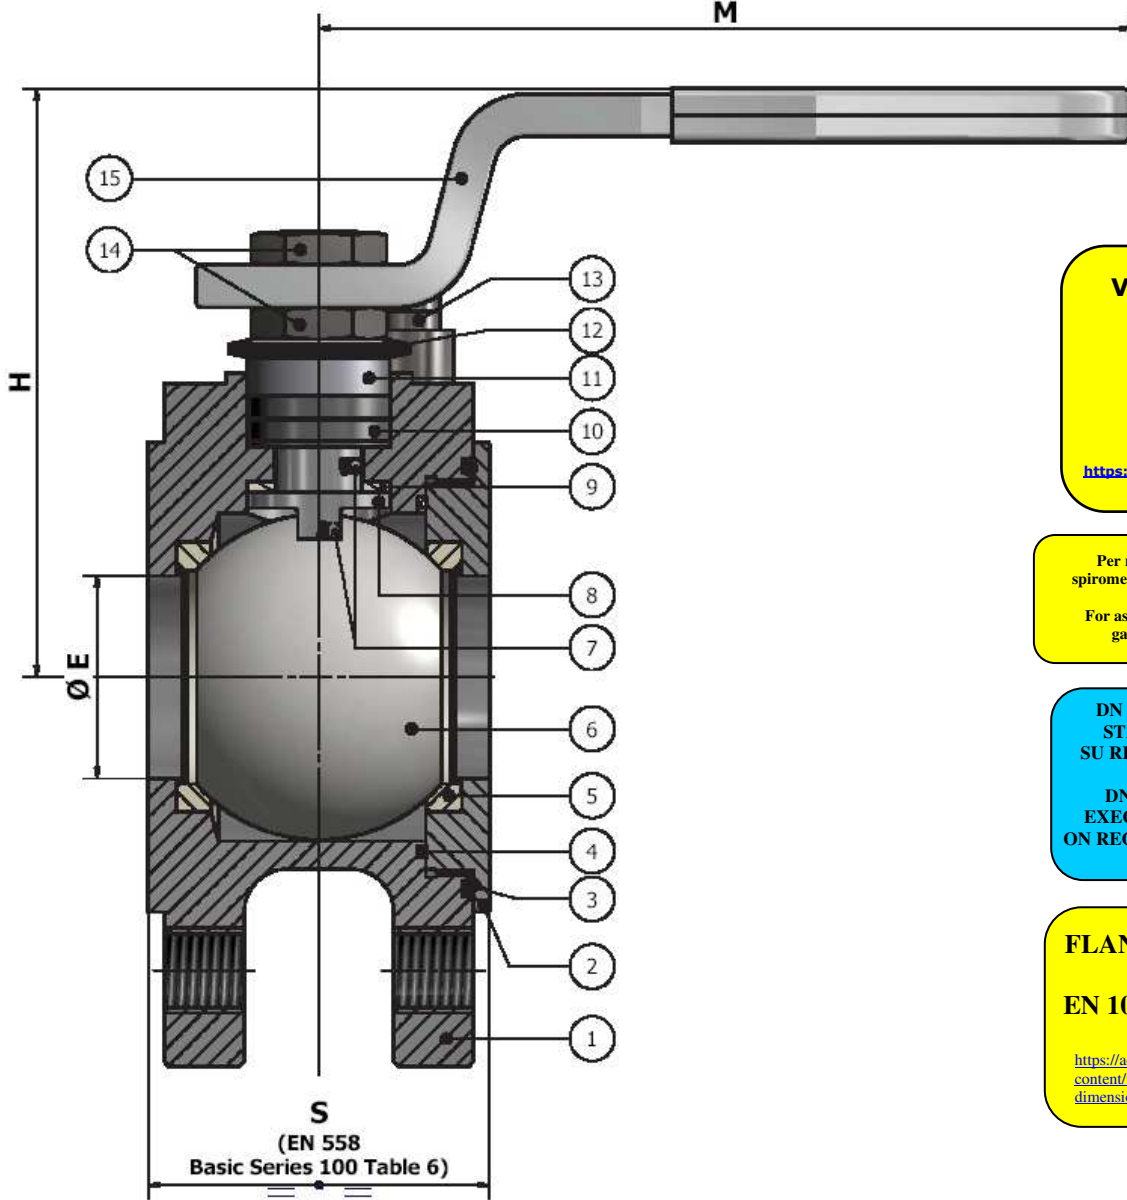 M
15
14
13
12
11
10
9
8
7
6
5
4
3
2
1
H
Ø E
S
(EN 558
Basic Series 100 Table 6)
V
https:
Per
spirome
For as
ga
DN
ST
SU RI
DN
EXEC
ON REC
FLAN
EN 10
https://a
content/
dimensi